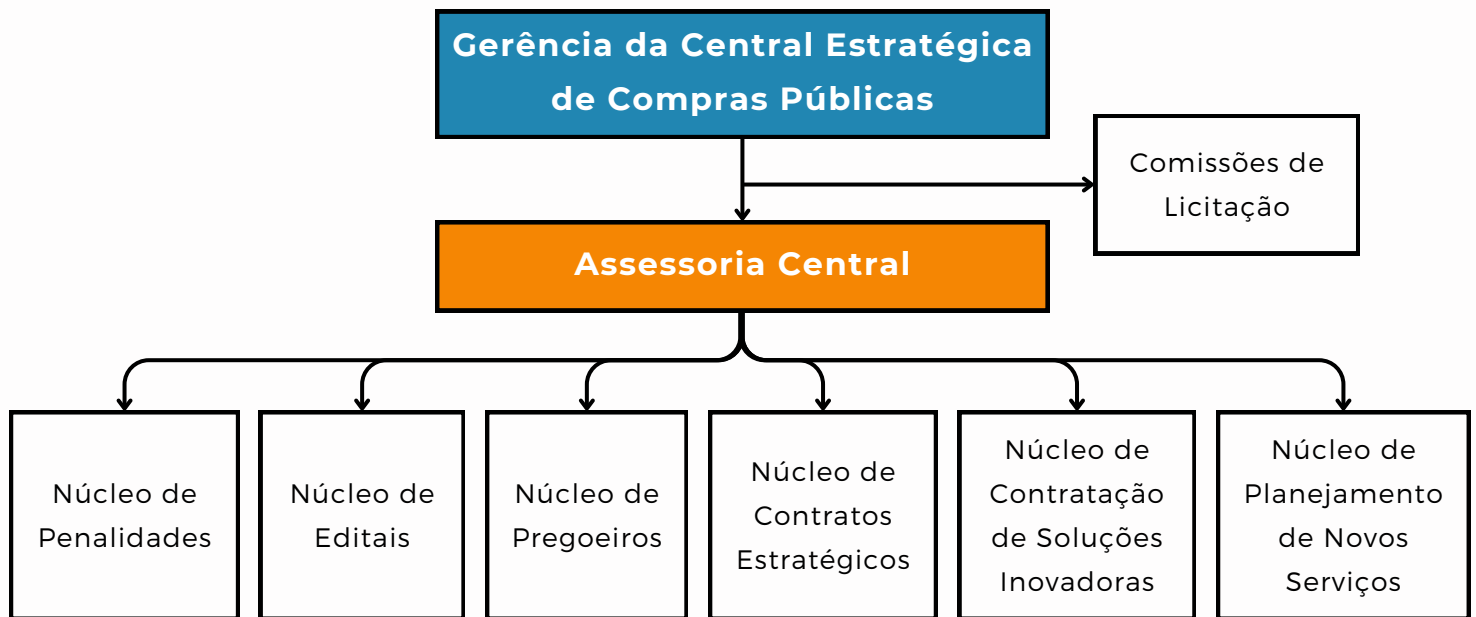 Gerência da Central Estratégica
de Compras Públicas
Comissões de
Licitação
Assessoria Central
Núcleo de
Penalidades
Núcleo de
Editais
Núcleo de
Pregoeiros
Núcleo de
Contratos
Estratégicos
Núcleo de
Contratação
de Soluções
Inovadoras
Núcleo de
Planejamento
de Novos
Serviços